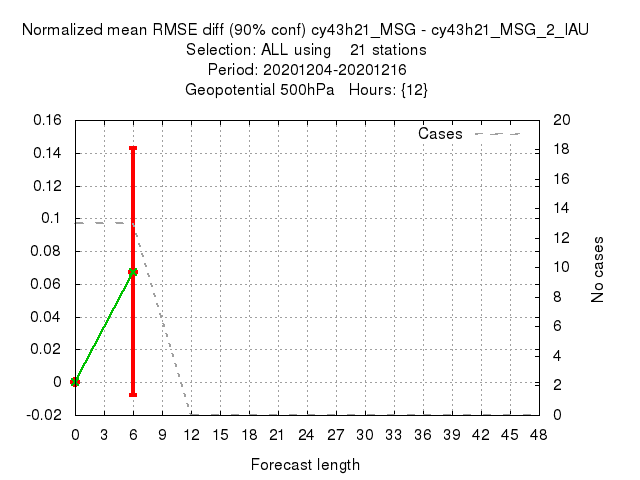 Normalized mean RMSE diff (90% conf) cy43h21_MSG - cy43h21_MSG_2_IAU
Selection: ALL using    21 stations
Period: 20201204-20201216
Geopotential 500hPa   Hours: {12}
Cases
0.16
0.14
0.12
0.1
0.08
0.06
0.04
0.02
0
-0.02
20
18
16
14
12
10
8
6
4
2
0
No cases
0 3 6 9 12 15 18 21 24 27 30 33 36 39 42 45 48
Forecast length